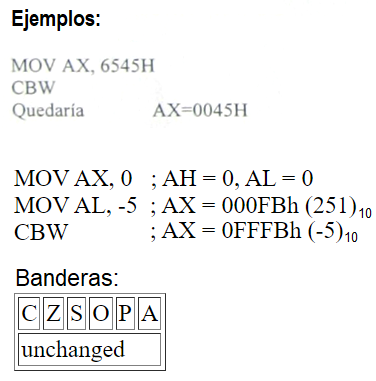 Ejemplos:
MOV AX, 6545H
CBW
Quedaría AX=0045H
MOV AX, 0 ; AH = 0, AL = 0
MOV AL, -5 ; AX = 000FBh (251)10
CBW ; AX = 0FFFBh (-5)10
Banderas:
C Z S O P A
unchanged